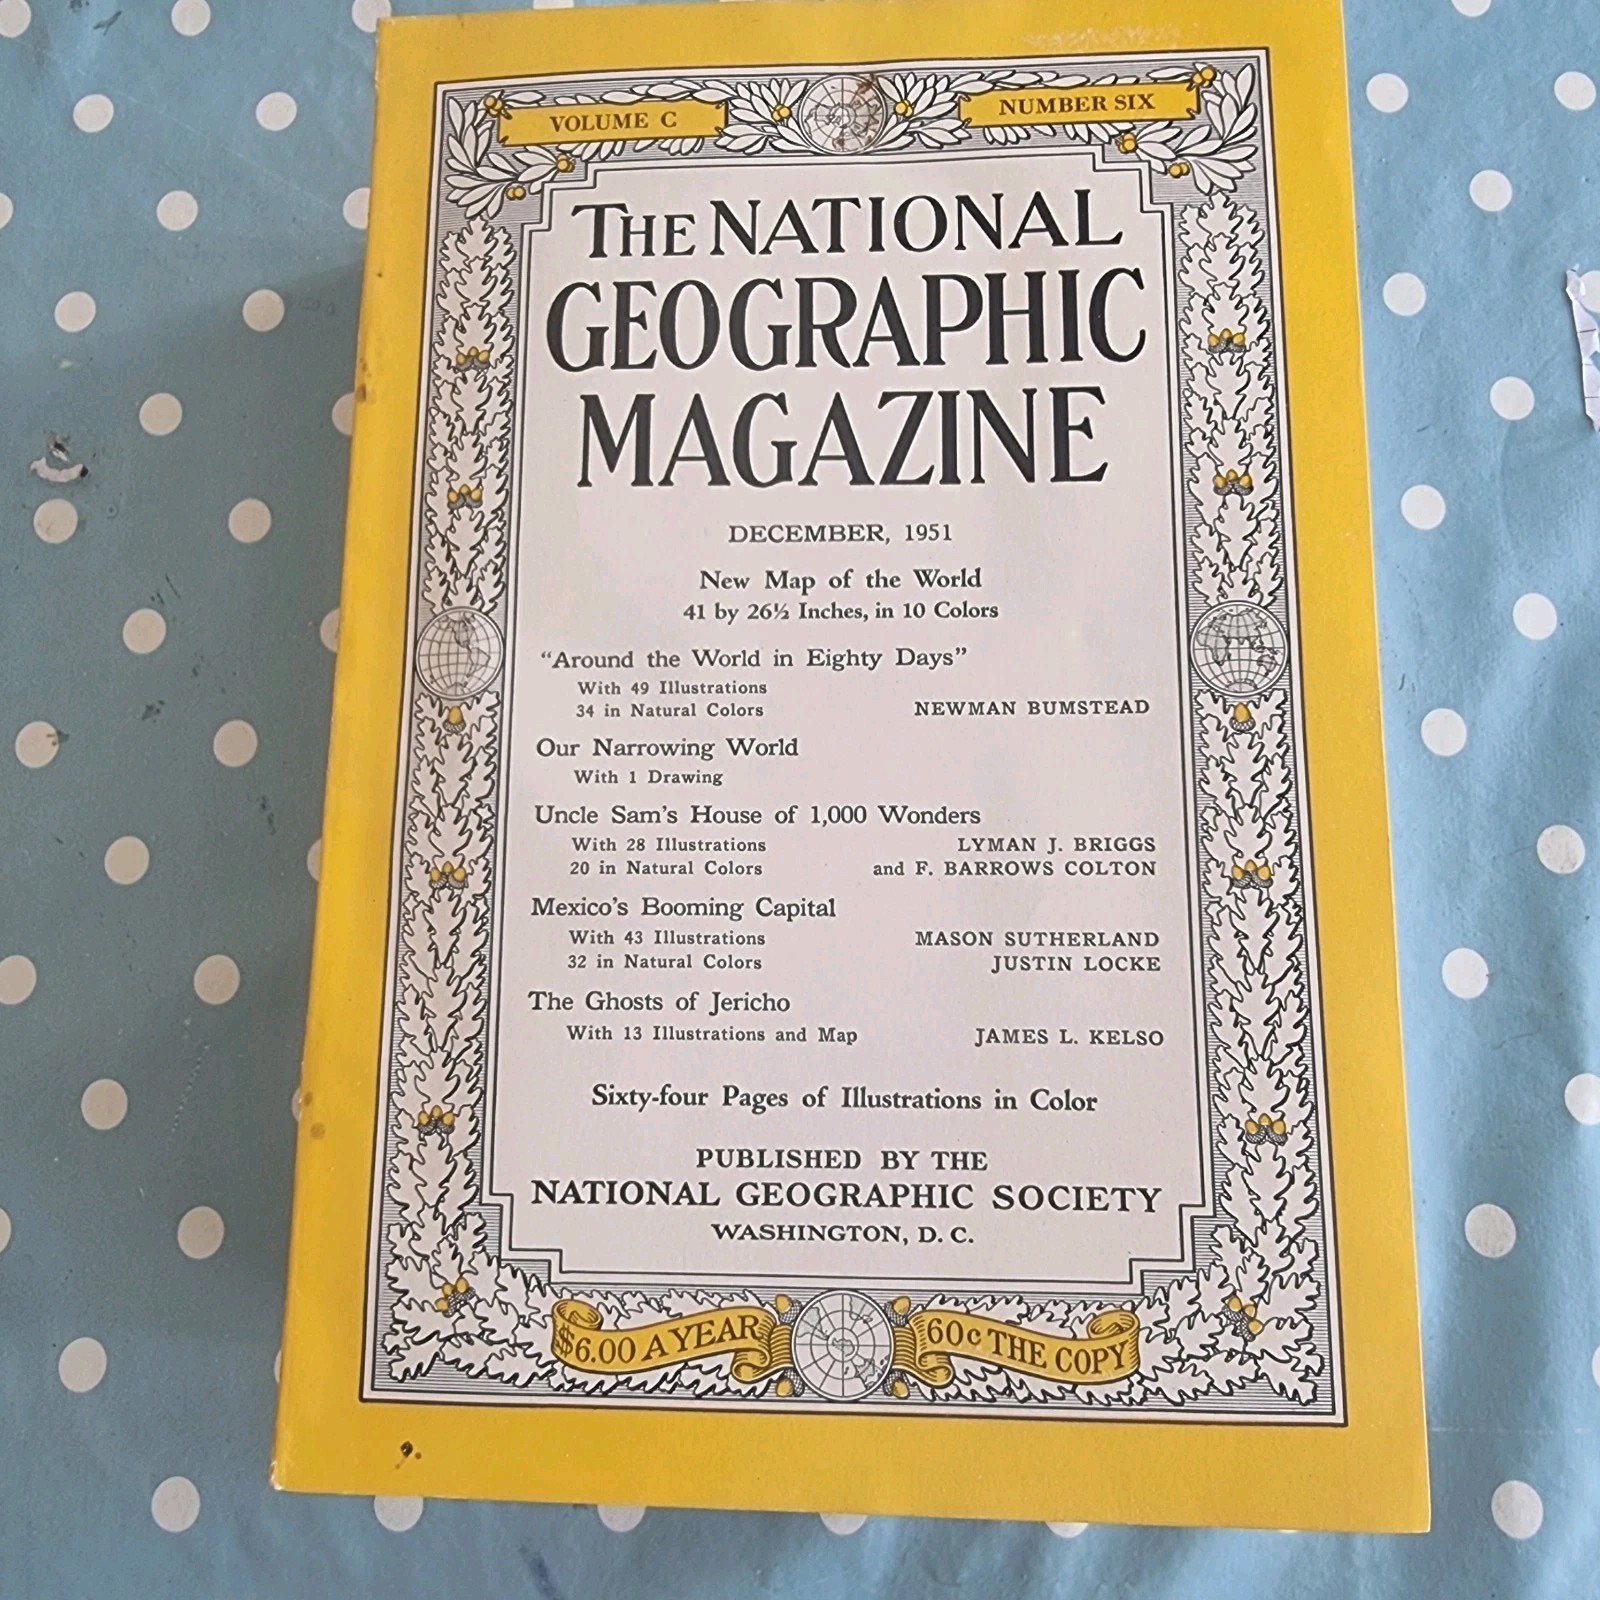 VOLUME C
NUMBER SIX
THE NATIONAL
GEOGRAPHIC
MAGAZINE
DECEMBER, 1951
New Map of the World
41 by 26½ Inches, in 10 Colors
“Around the World in Eighty Days”
With 49 Illustrations
34 in Natural Colors NEWMAN BUMSTEAD
Our Narrowing World
With 1 Drawing
Uncle Sam’s House of 1,000 Wonders
With 28 Illustrations LYMAN J. BRIGGS
20 in Natural Colors and F. BARROWS COLTON
Mexico’s Booming Capital
With 43 Illustrations MASON SUTHERLAND
32 in Natural Colors JUSTIN LOCKE
The Ghosts of Jericho
With 13 Illustrations and Map JAMES L. KELSO
Sixty-four Pages of Illustrations in Color
PUBLISHED BY THE
NATIONAL GEOGRAPHIC SOCIETY
WASHINGTON, D. C.
$6.00 A YEAR
60c THE COPY